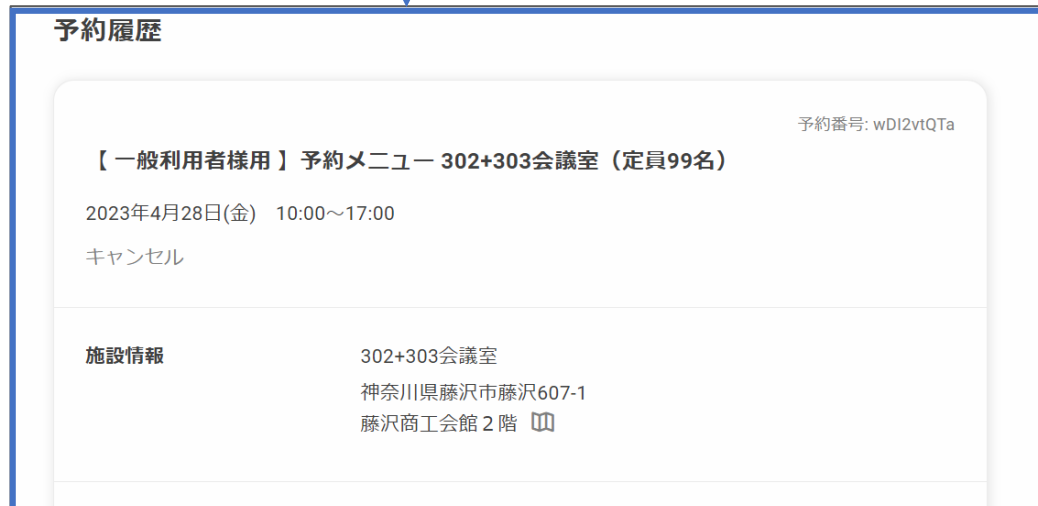 予約履歴
予約番号: wDI2vtQTa
【 一般利用者様用 】予約メニュー 302+303会議室（定員99名）
2023年4月28日(金)　10:00～17:00
キャンセル
施設情報
302+303会議室
神奈川県藤沢市藤沢607-1
藤沢商工会館２階